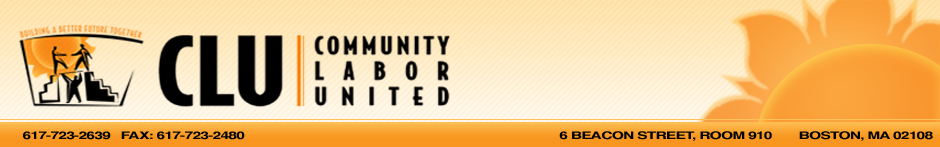 BUILDING A BETTER FUTURE TOGETHER
CLU
COMMUNITY
LABOR
UNITED
617-723-2639 FAX: 617-723-2480 6 BEACON STREET, ROOM 910 BOSTON, MA 02108